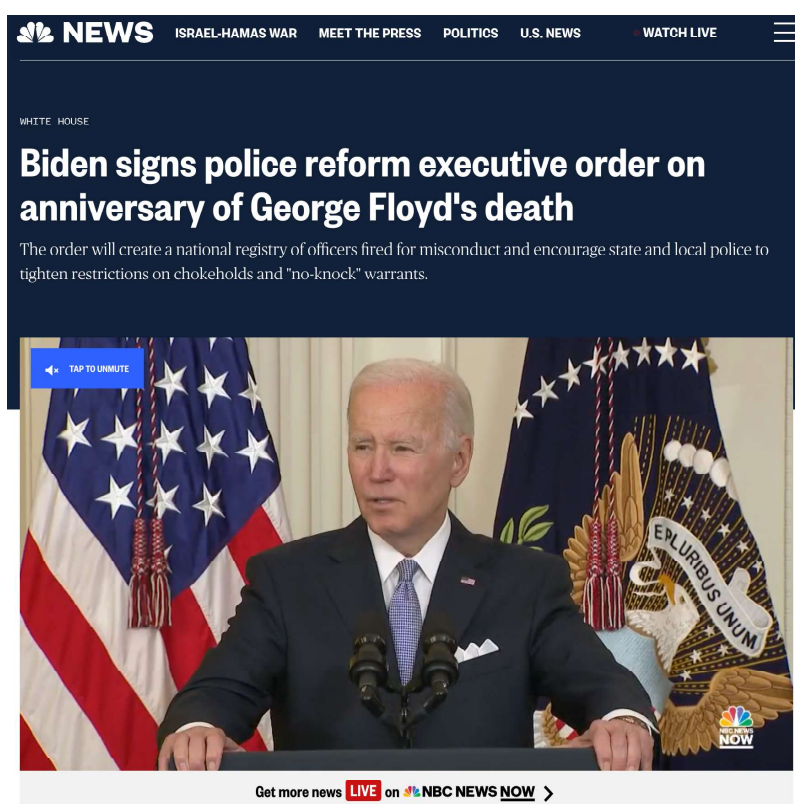 NEWS ISRAEL-HAMAS WAR MEET THE PRESS POLITICS U.S. NEWS WATCH LIVE
WHITE HOUSE
Biden signs police reform executive order on
anniversary of George Floyd's death
The order will create a national registry of officers fired for misconduct and encourage state and local police to
tighten restrictions on chokeholds and "no-knock" warrants.
TAP TO UNMUTE
E PLURIBUS UNUM
NBC NEWS
NOW
Get more news LIVE on NBC NEWS NOW